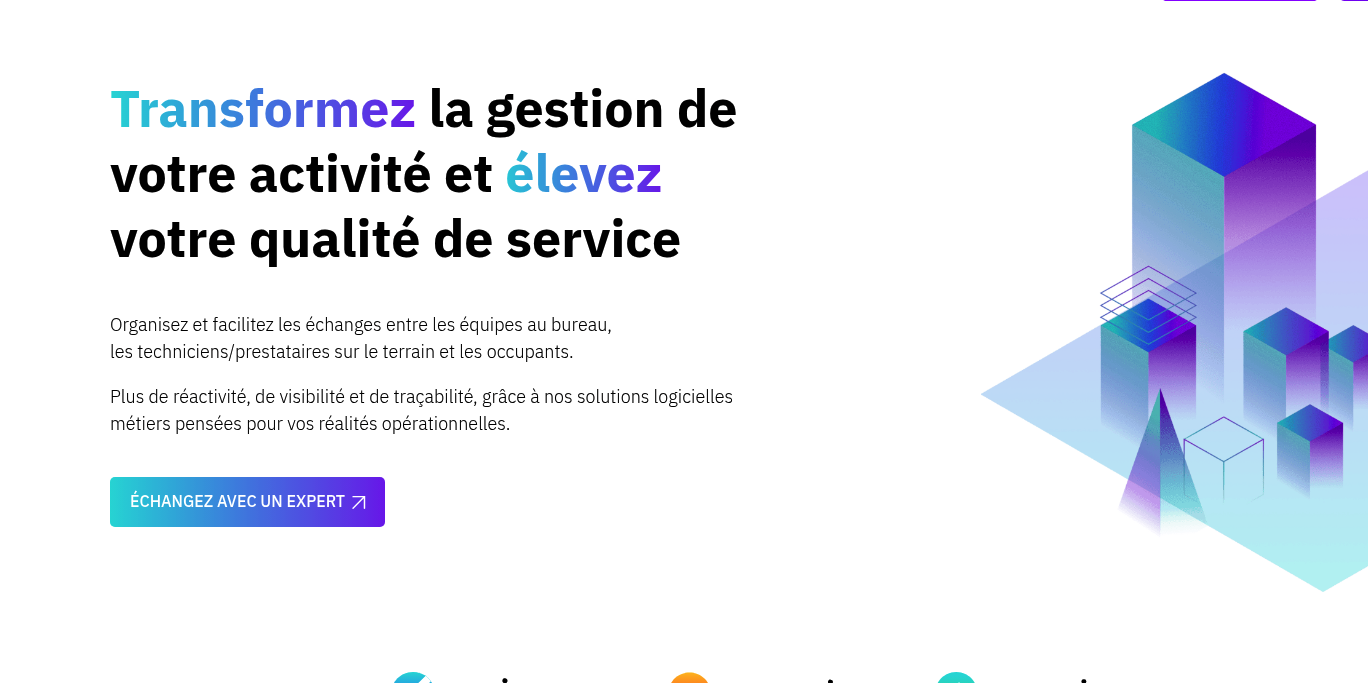 Transformez la gestion de
votre activité et élevez
votre qualité de service
Organisez et facilitez les échanges entre les équipes au bureau,
les techniciens/prestataires sur le terrain et les occupants.
Plus de réactivité, de visibilité et de traçabilité, grâce à nos solutions logicielles
métiers pensées pour vos réalités opérationnelles.
ÉCHANGEZ AVEC UN EXPERT